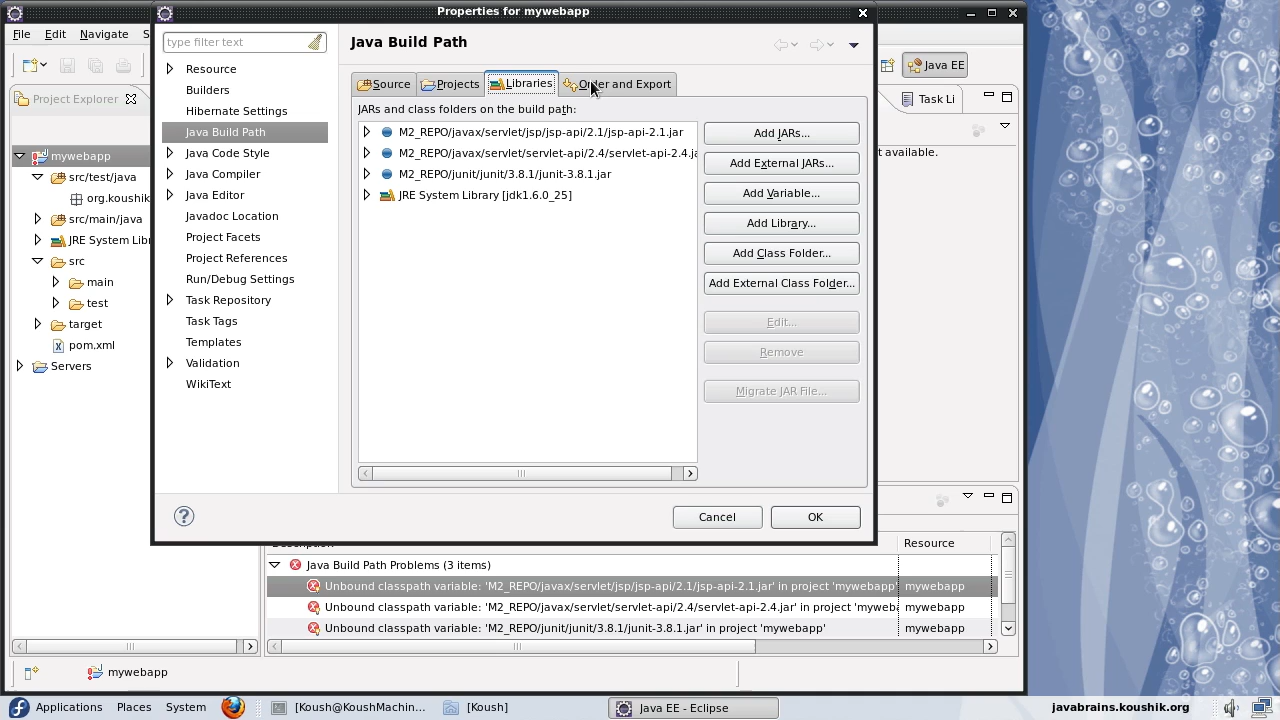 Properties for mywebapp
File Edit Navigate S
type filter text
Java Build Path
Java EE
Resource
Builders
Hibernate Settings
Java Build Path
Java Code Style
Java Compiler
Java Editor
Javadoc Location
Project Facets
Project References
Run/Debug Settings
Task Repository
Task Tags
Templates
Validation
WikiText
Source
Projects
Libraries
Order and Export
JARs and class folders on the build path:
M2_REPO/javax/servlet/jsp/jsp-api/2.1/jsp-api-2.1.jar
M2_REPO/javax/servlet/servlet-api/2.4/servlet-api-2.4.ja
M2_REPO/junit/junit/3.8.1/junit-3.8.1.jar
JRE System Library [jdk1.6.0_25]
Add JARs...
Add External JARs...
Add Variable...
Add Library...
Add Class Folder...
Add External Class Folder...
Edit...
Remove
Migrate JAR File...
Cancel
OK
Project Explorer
mywebapp
src/test/java
org.koushik
src/main/java
JRE System Libr
src
main
test
target
pom.xml
Servers
Task Li
t available.
Resource
Java Build Path Problems (3 items)
Unbound classpath variable: 'M2_REPO/javax/servlet/jsp/jsp-api/2.1/jsp-api-2.1.jar' in project 'mywebapp' mywebapp
Unbound classpath variable: 'M2_REPO/javax/servlet/servlet-api/2.4/servlet-api-2.4.jar' in project 'myweba mywebapp
Unbound classpath variable: 'M2_REPO/junit/junit/3.8.1/junit-3.8.1.jar' in project 'mywebapp' mywebapp
mywebapp
Applications Places System
[Koush@KoushMachin...
[Koush]
Java EE - Eclipse
javabrains.koushik.org